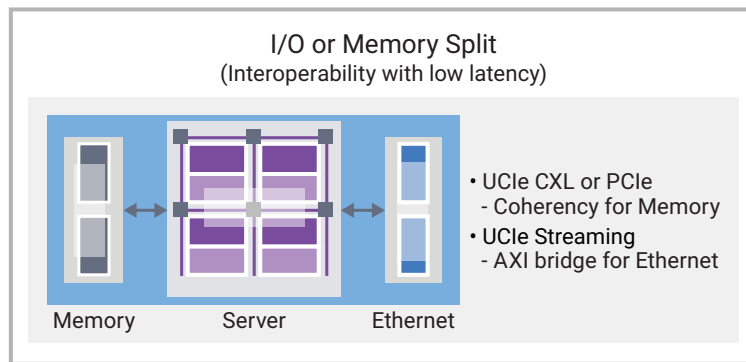 I/O or Memory Split
(Interoperability with low latency)
• UCIe CXL or PCIe
- Coherency for Memory
• UCIe Streaming
- AXI bridge for Ethernet
Memory Server Ethernet